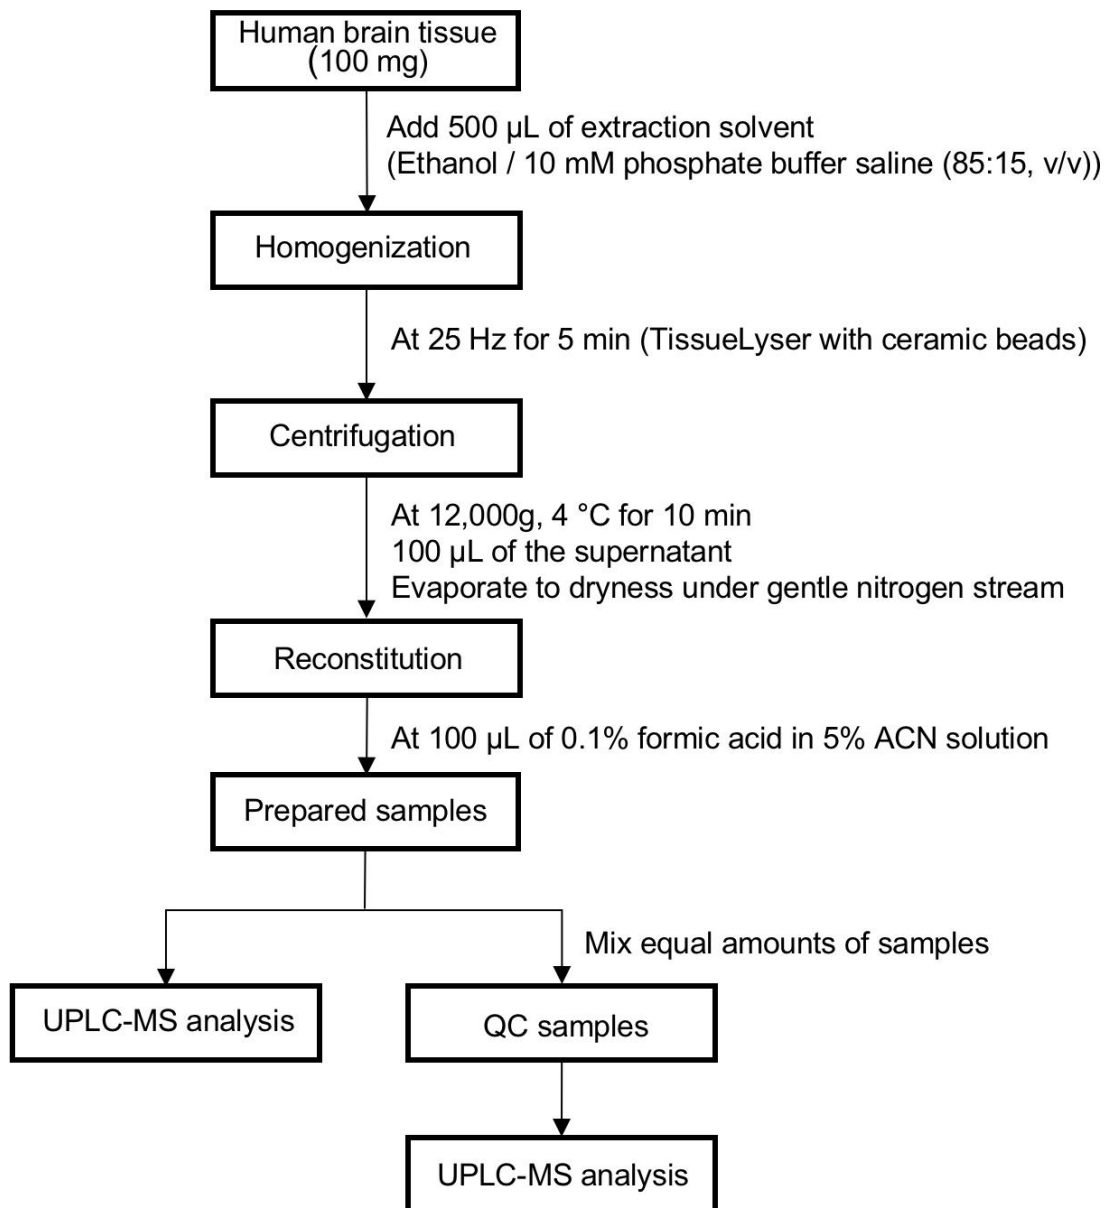 Human brain tissue
(100 mg)
Add 500 µL of extraction solvent
(Ethanol / 10 mM phosphate buffer saline (85:15, v/v))
Homogenization
At 25 Hz for 5 min (TissueLyser with ceramic beads)
Centrifugation
At 12,000g, 4 °C for 10 min
100 µL of the supernatant
Evaporate to dryness under gentle nitrogen stream
Reconstitution
At 100 µL of 0.1% formic acid in 5% ACN solution
Prepared samples
Mix equal amounts of samples
UPLC-MS analysis
QC samples
UPLC-MS analysis